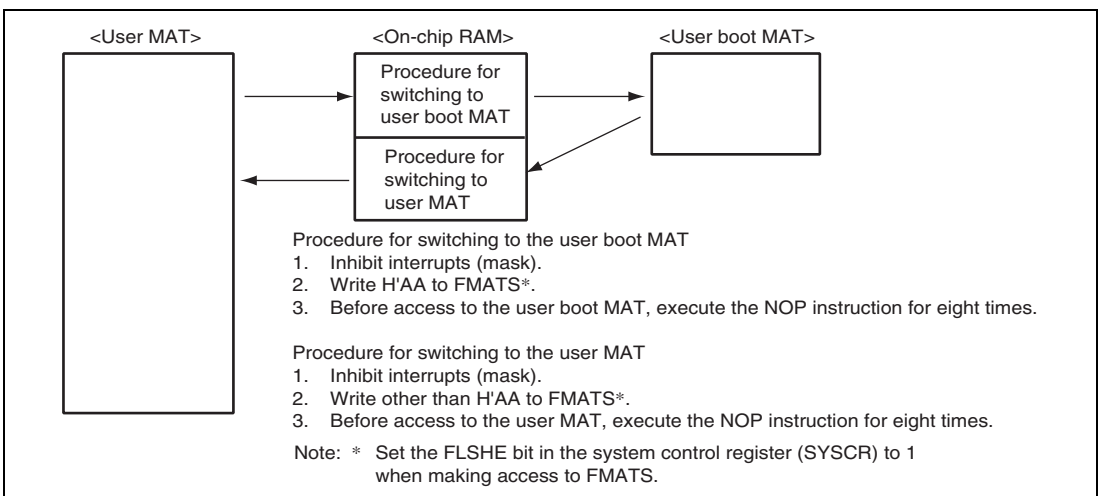 <User MAT>
<On-chip RAM>
<User boot MAT>
Procedure for
switching to
user boot MAT
Procedure for
switching to
user MAT
Procedure for switching to the user boot MAT
1. Inhibit interrupts (mask).
2. Write H'AA to FMATS*.
3. Before access to the user boot MAT, execute the NOP instruction for eight times.
Procedure for switching to the user MAT
1. Inhibit interrupts (mask).
2. Write other than H'AA to FMATS*.
3. Before access to the user MAT, execute the NOP instruction for eight times.
Note: * Set the FLSHE bit in the system control register (SYSCR) to 1
when making access to FMATS.